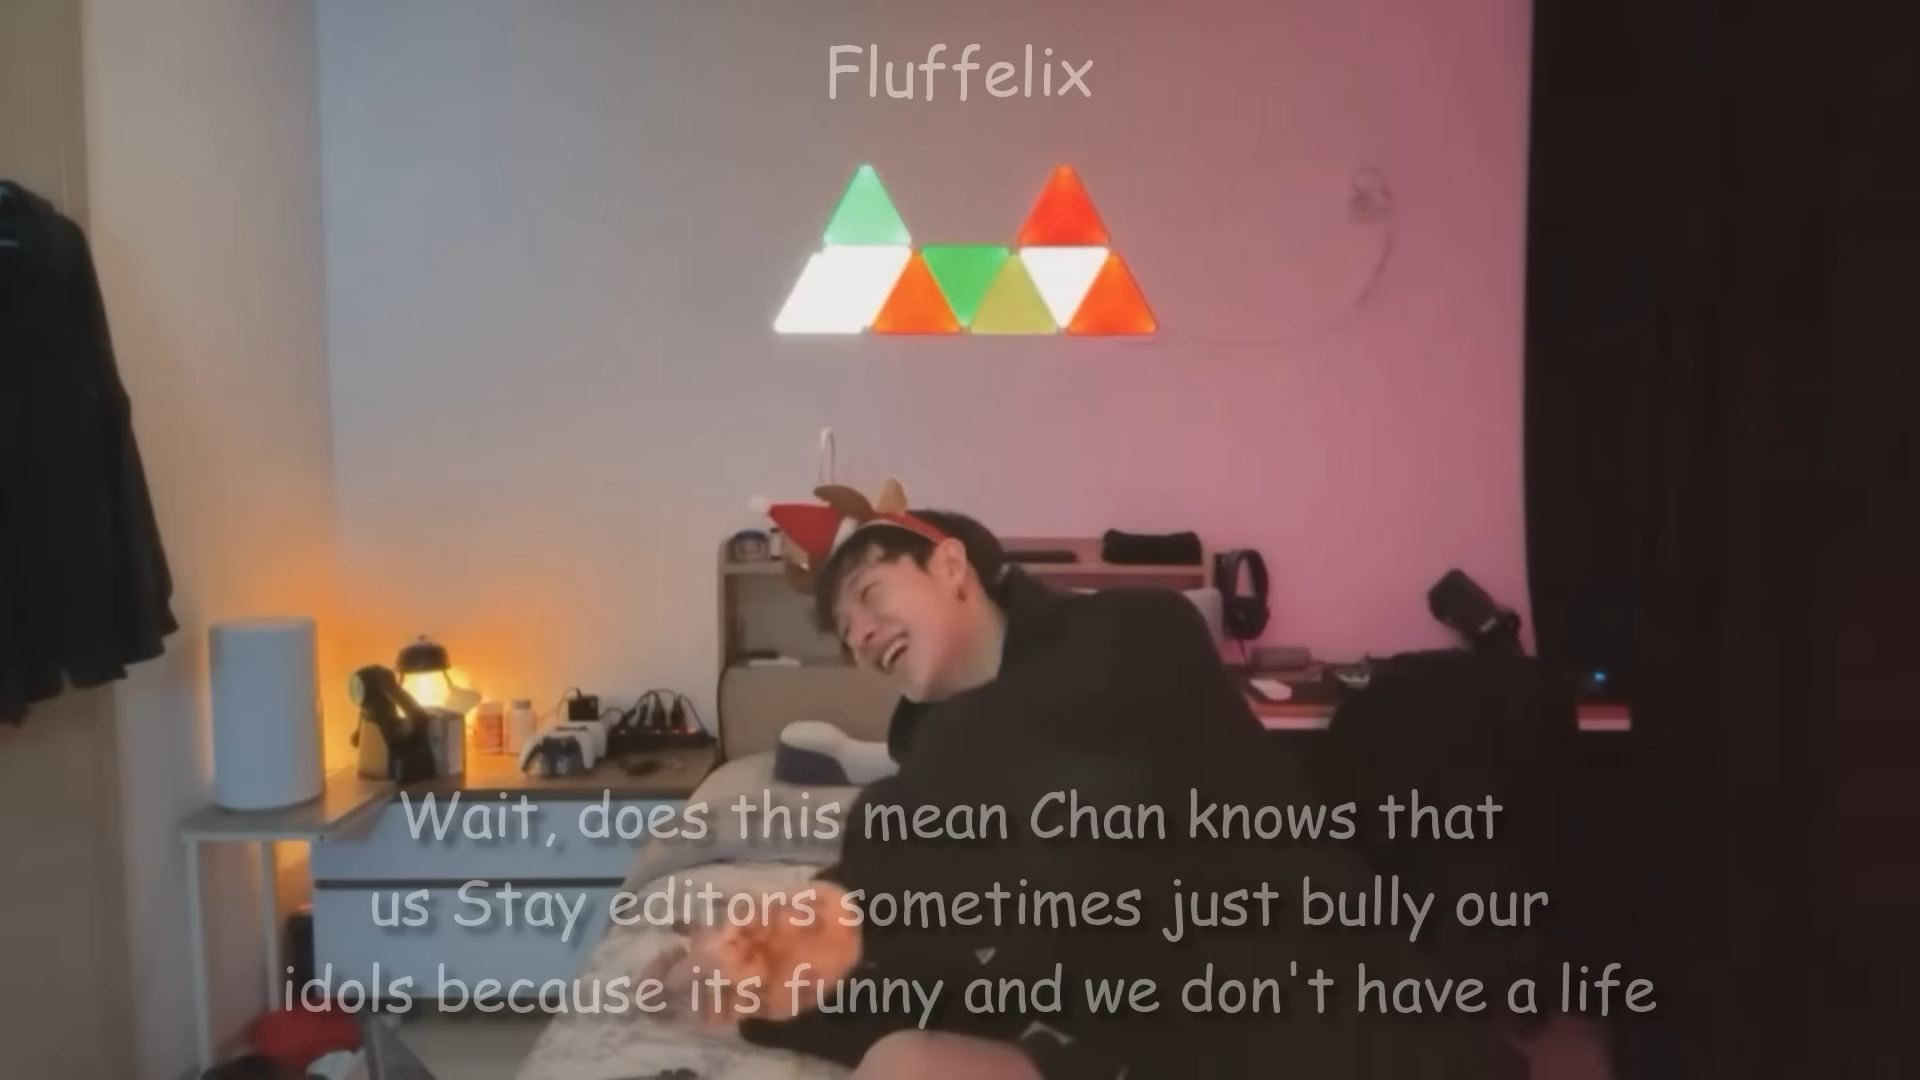 Fluffelix
Wait, does this mean Chan knows that
us Stay editors sometimes just bully our
idols because its funny and we don't have a life